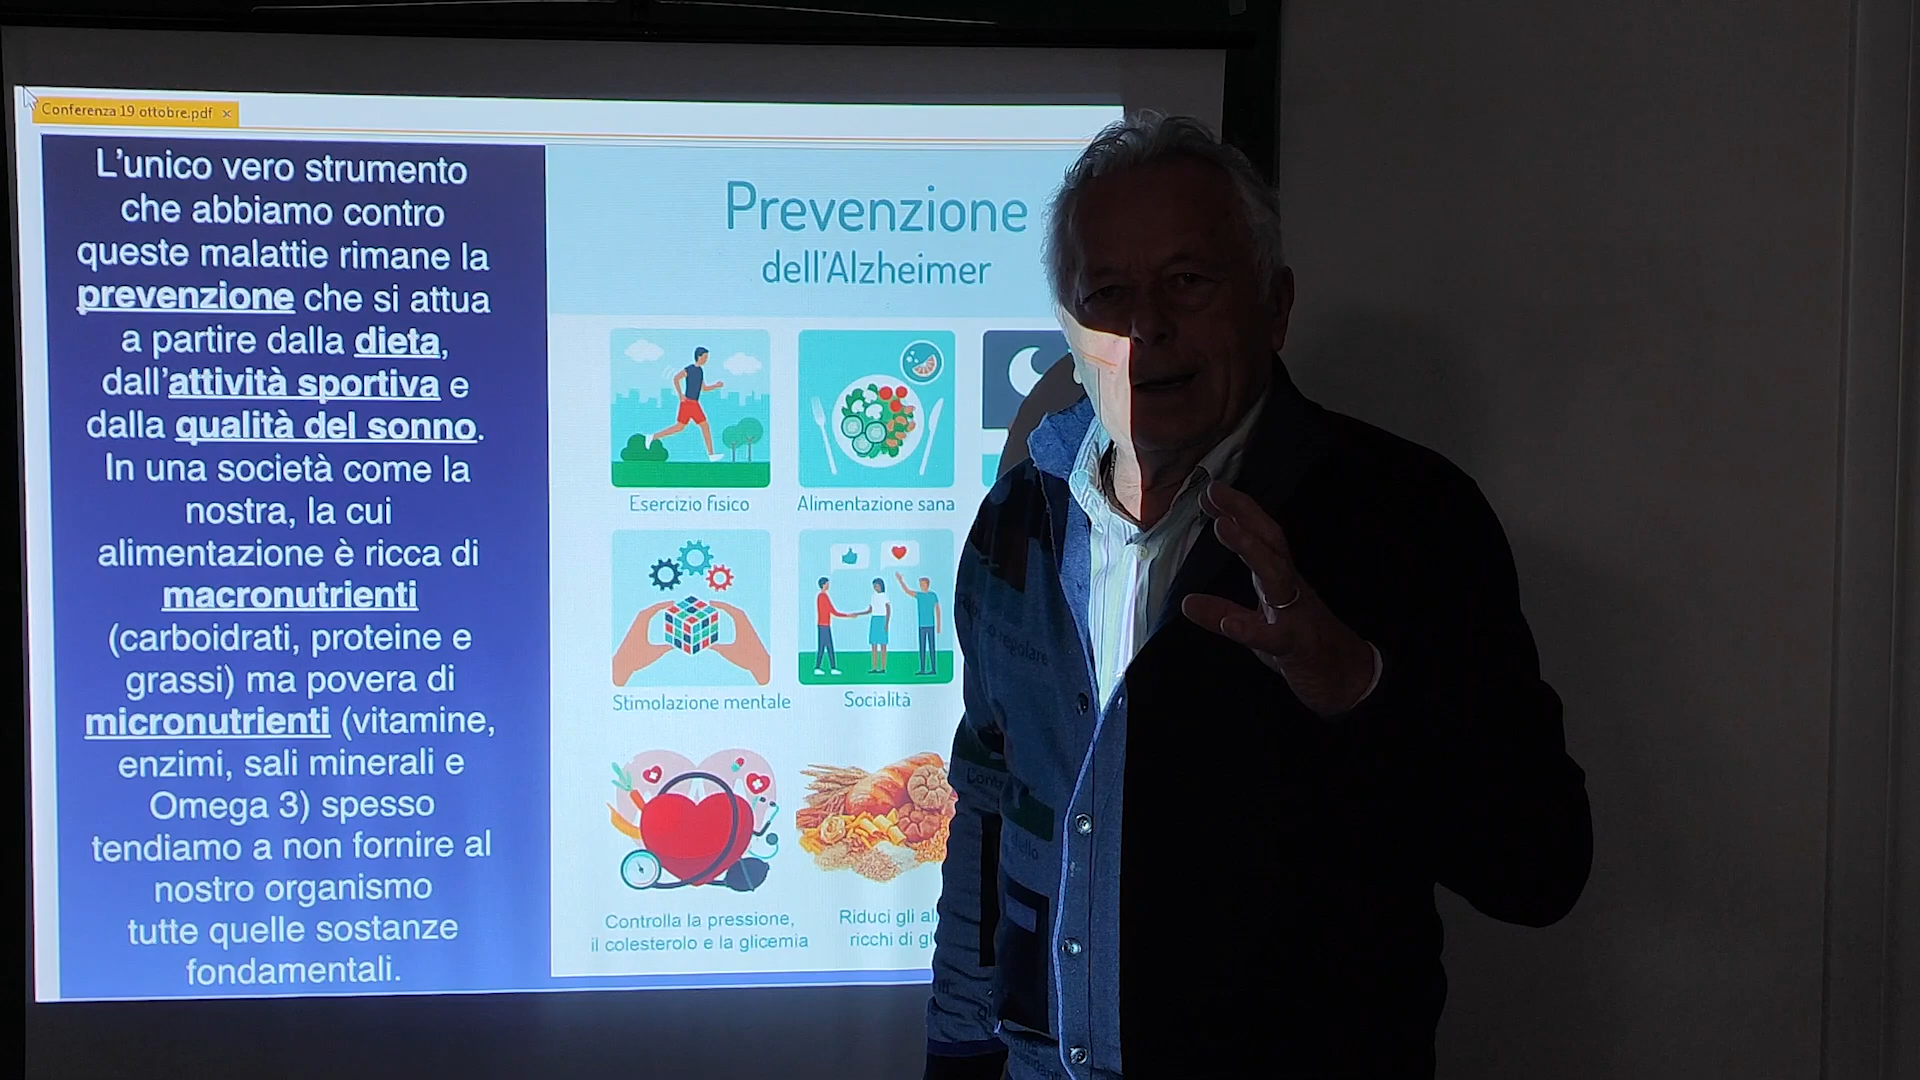 Conferenza 19 ottobre.pdf
L'unico vero strumento
che abbiamo contro
queste malattie rimane la
prevenzione che si attua
a partire dalla dieta,
dall'attività sportiva e
dalla qualità del sonno.
In una società come la
nostra, la cui
alimentazione è ricca di
macronutrienti
(carboidrati, proteine e
grassi) ma povera di
micronutrienti (vitamine,
enzimi, sali minerali e
Omega 3) spesso
tendiamo a non fornire al
nostro organismo
tutte quelle sostanze
fondamentali.
Prevenzione
dell'Alzheimer
Esercizio fisico
Alimentazione sana
regolare
Stimolazione mentale
Socialità
Controlla la pressione,
il colesterolo e la glicemia
Riduci gli
ricchi di